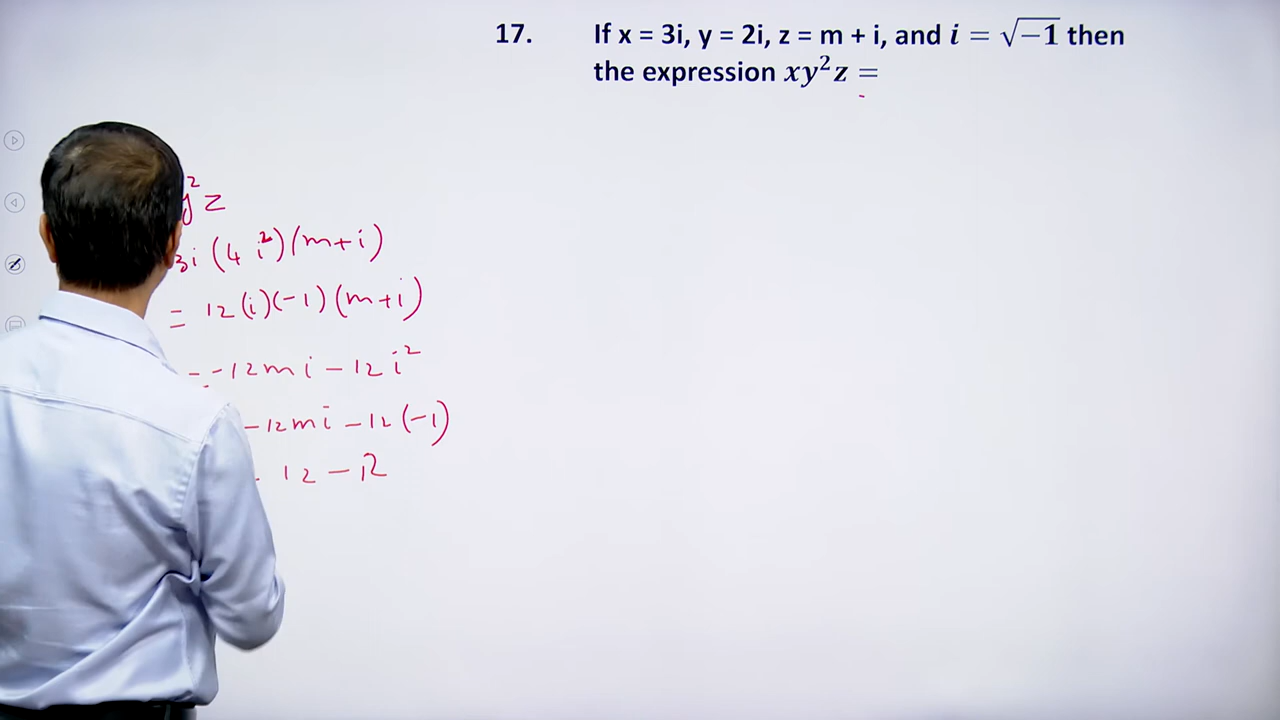 17. If x = 3i, y = 2i, z = m + i, and i = √−1 then
the expression xy²z =
y² z
3i (4 i²)(m+i)
= 12(i)(-1)(m+i)
= -12mi - 12i²
-12mi - 12(-1)
12 - 12